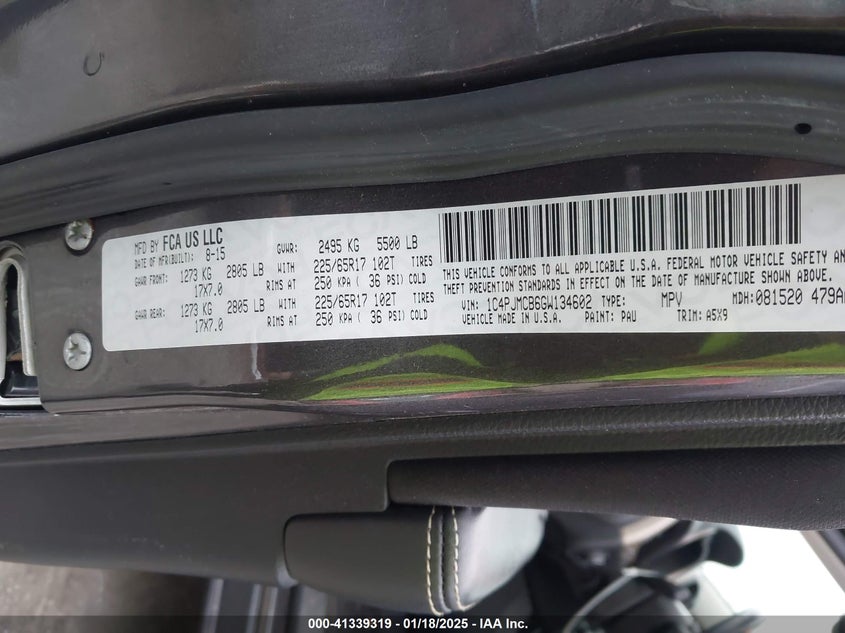 MFD BY FCA US LLC
DATE OF MFR(BUILT): 8-15
GVWR: 2495 KG 5500 LB
GAWR FRONT: 1273 KG 2805 LB WITH 225/65R17 102T TIRES
17X7.0 RIMS AT 250 KPA ( 36 PSI) COLD
GAWR REAR: 1273 KG 2805 LB WITH 225/65R17 102T TIRES
17X7.0 RIMS AT 250 KPA ( 36 PSI) COLD
THIS VEHICLE CONFORMS TO ALL APPLICABLE U.S.A. FEDERAL MOTOR VEHICLE SAFETY AND
THEFT PREVENTION STANDARDS IN EFFECT ON THE DATE OF MANUFACTURE SHOWN ABOVE.
VIN: 1C4PJMCB6GW134602 TYPE: MPV MDH: 081520 479A
VEHICLE MADE IN U.S.A. PAINT: PAU TRIM: A5X9
000-41339319 / 01/18/2025 - IAA Inc.